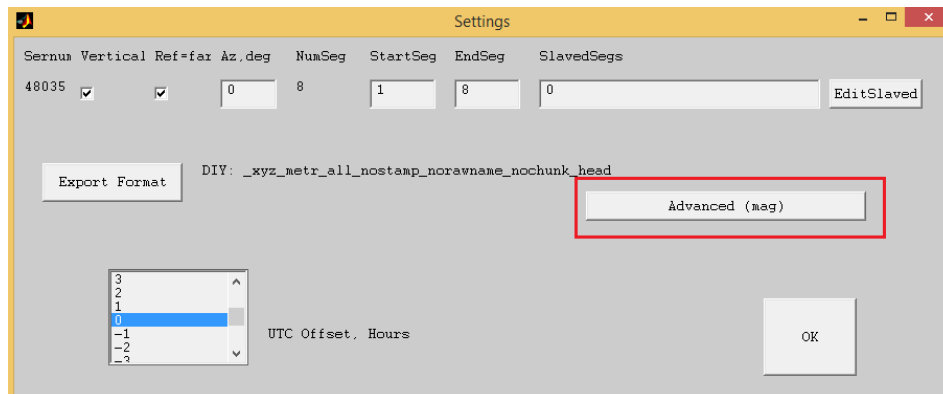 Settings
Sernum Vertical Ref=far Az,deg NumSeg StartSeg EndSeg SlavedSegs
48035 0 8 1 8 0 EditSlaved
Export Format DIY: _xyz_metr_all_nostamp_norawname_nochunk_head
Advanced (mag)
3
2
1
0
-1
-2
-3
UTC Offset, Hours
OK